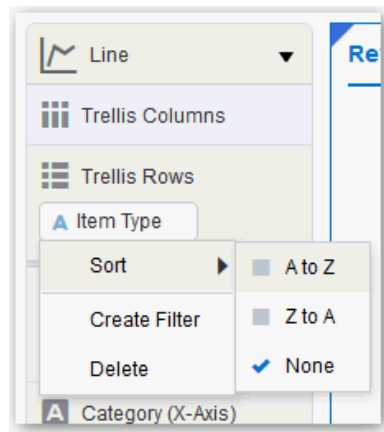 Line
Re
Trellis Columns
Trellis Rows
A Item Type
Sort
A to Z
Create Filter
Z to A
Delete
None
A Category (X-Axis)